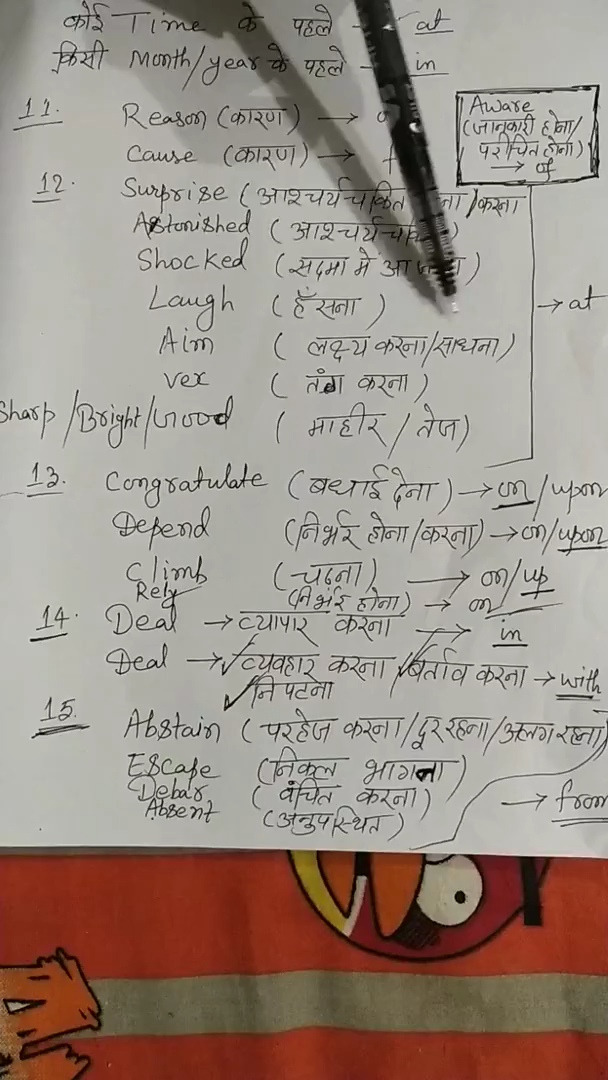 कोई Time के पहले - at
किसी Month/year के पहले - in
11. Reason (कारण) →
Cause (कारण) → f
Aware
(जानकारी होना/
परीचित होना)
→ of
12. Surprise (आश्चर्यचकित /करना
Astonished (आश्चर्य
Shocked (सदमा मे
Laugh (हँसना)
Aim (लक्ष्य करना/साधना)
→ at
vex (तंग करना)
Sharp/Bright/Good (माहीर/तेज)
13. Congratulate (बधाई देना) → on/upon
Depend (निर्भर होना/करना) → on/upon
Climb (चढना) → on/up
Rely (निर्भर होना) → on
14. Deal → व्यापार करना → in
Deal → व्यवहार करना/बर्ताव करना → with
निपटना
15. Abstain (परहेज करना/दूर रहना/अलग रहना)
Escape (निकल भागना)
Debar (वंचित करना)
→ from
Absent (अनुपस्थित)